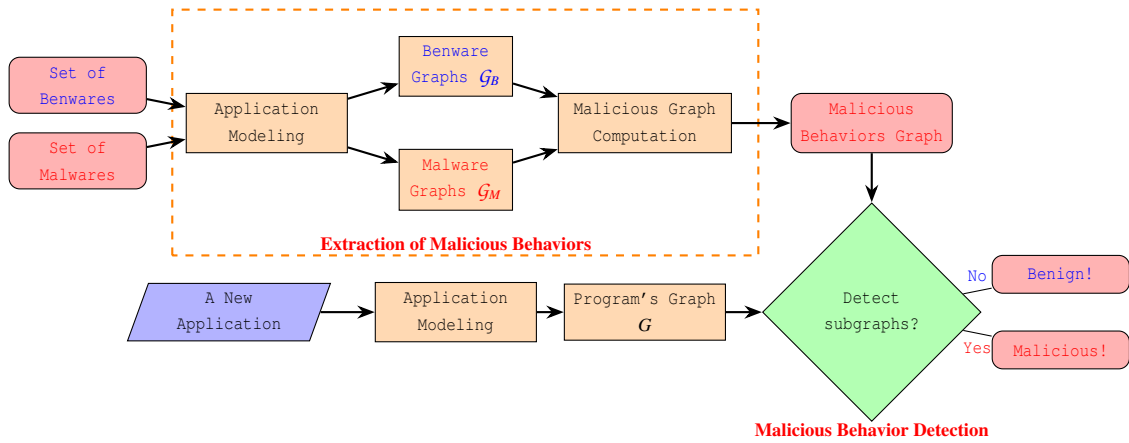 Set of
Benwares
Set of
Malwares
Application
Modeling
Benware
Graphs 𝒢B
Malware
Graphs 𝒢M
Malicious Graph
Computation
Malicious
Behaviors Graph
Extraction of Malicious Behaviors
A New
Application
Application
Modeling
Program's Graph
G
Detect
subgraphs?
No
Benign!
Yes
Malicious!
Malicious Behavior Detection